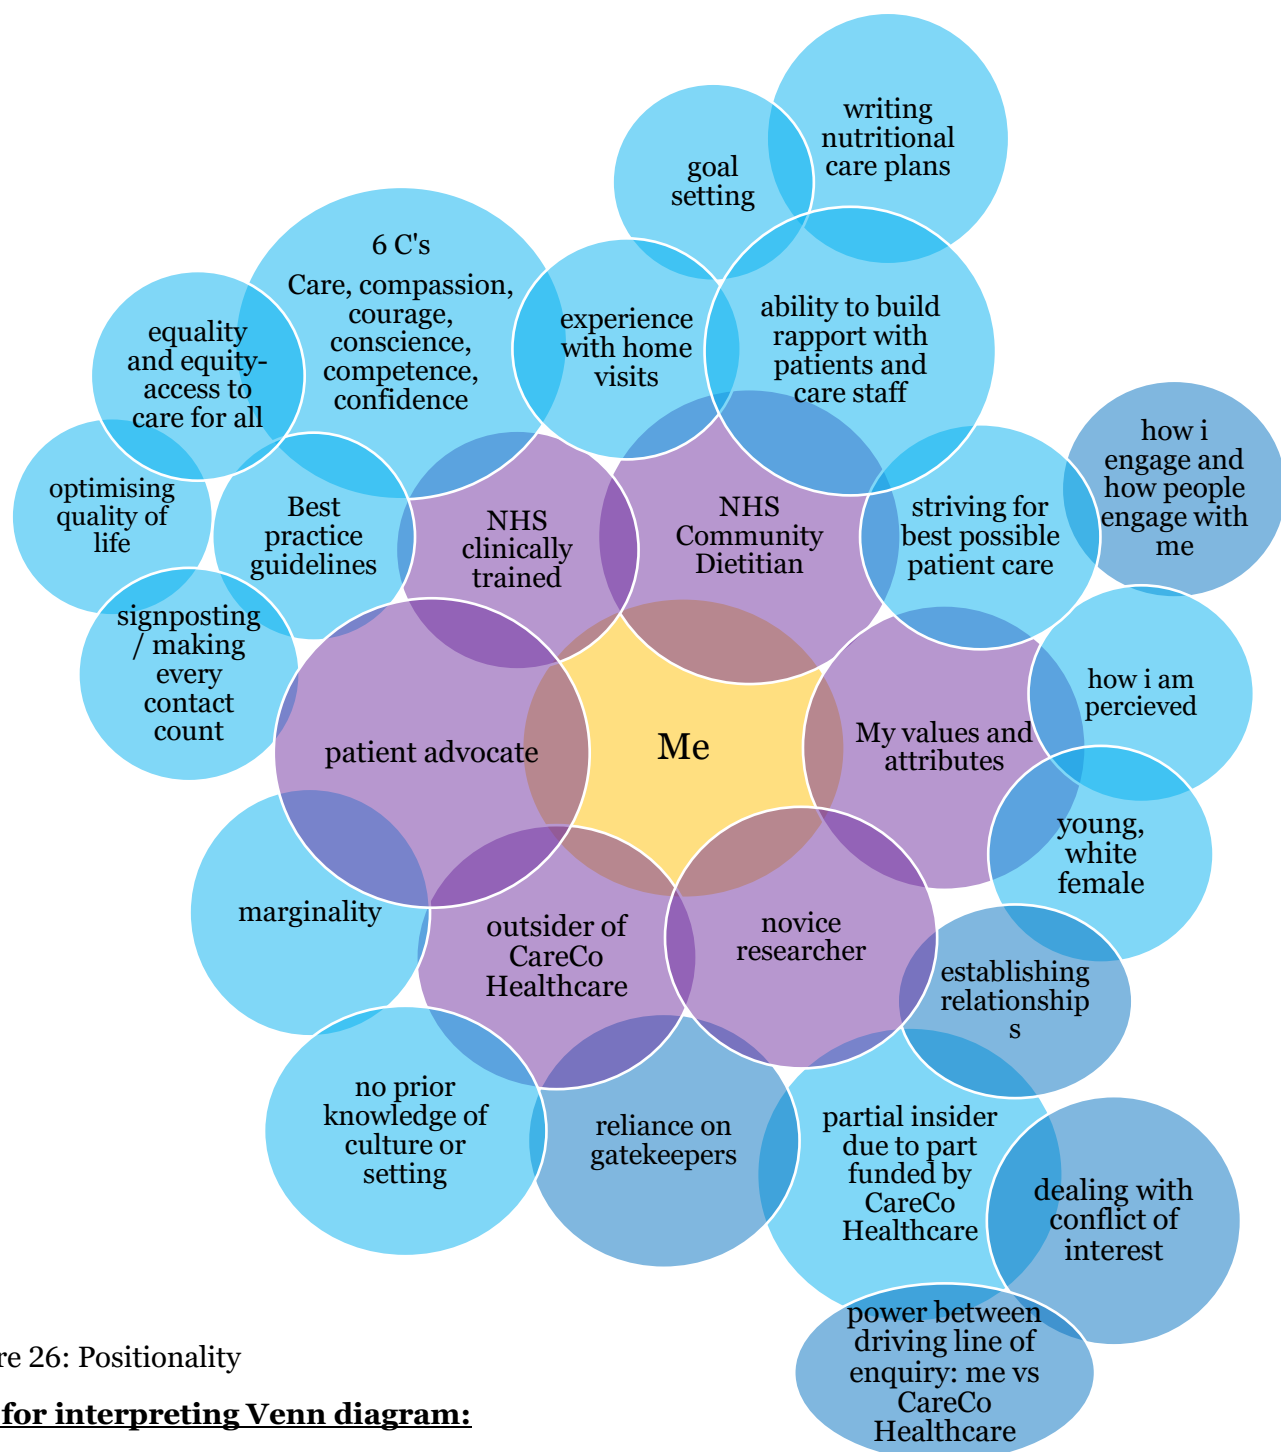 writing
nutritional
care plans
goal
setting
6 C's
Care, compassion,
courage,
conscience,
competence,
confidence
experience
with home
visits
ability to build
rapport with
patients and
care staff
equality
and equity-
access to
care for all
how i
engage and
how people
engage with
me
optimising
quality of
life
Best
practice
guidelines
NHS
clinically
trained
NHS
Community
Dietitian
striving for
best possible
patient care
signposting
/ making
every
contact
count
how i am
percieved
patient advocate
Me
My values and
attributes
young,
white
female
marginality
outsider of
CareCo
Healthcare
novice
researcher
establishing
relationship
s
no prior
knowledge of
culture or
setting
reliance on
gatekeepers
partial insider
due to part
funded by
CareCo
Healthcare
dealing with
conflict of
interest
power between
driving line of
enquiry: me vs
CareCo
Healthcare
re 26: Positionality
for interpreting Venn diagram: